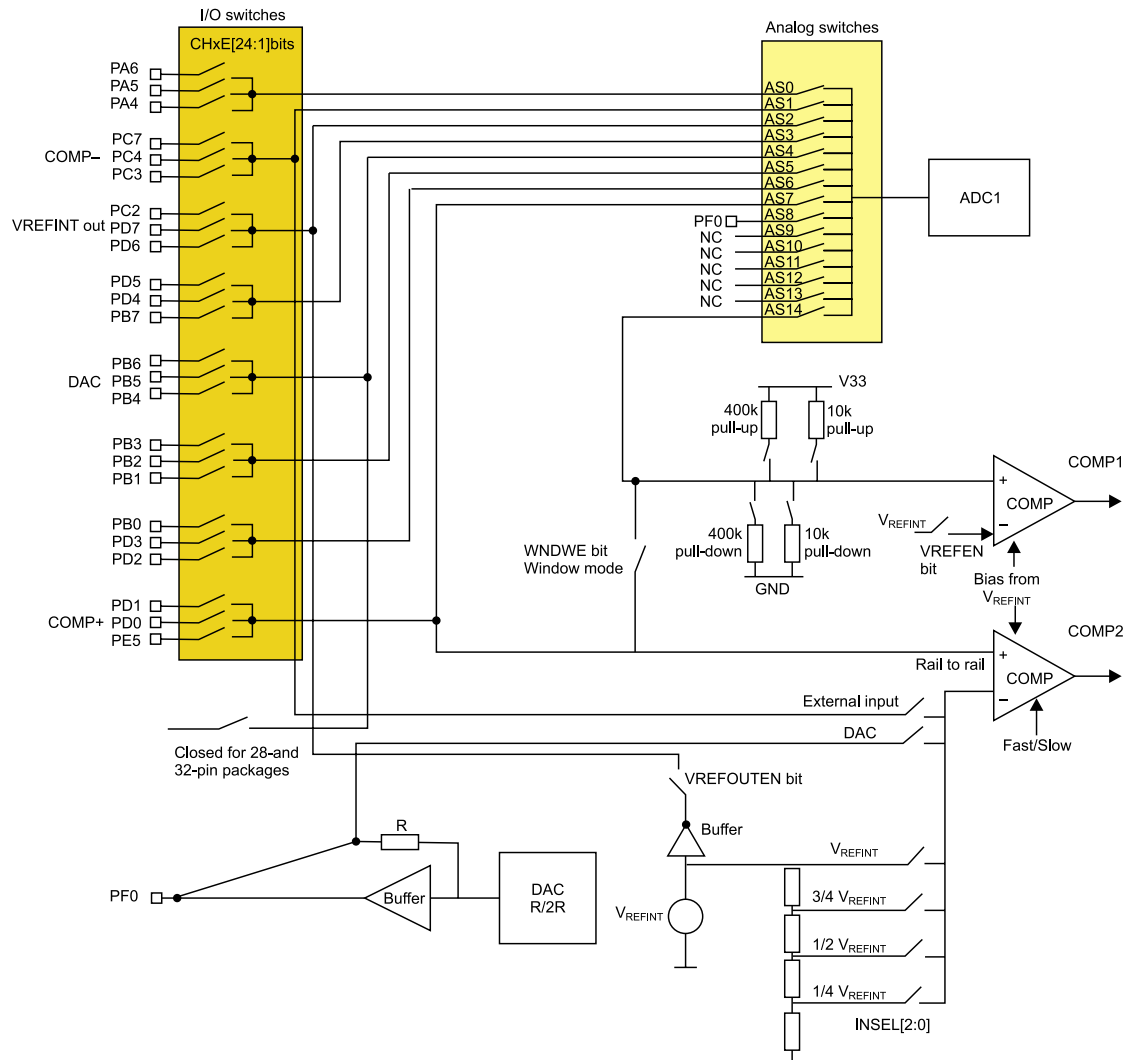 I/O switches
CHxE[24:1]bits
PA6
PA5
PA4
COMP–
PC7
PC4
PC3
VREFINT out
PC2
PD7
PD6
PD5
PD4
PB7
DAC
PB6
PB5
PB4
PB3
PB2
PB1
PB0
PD3
PD2
COMP+
PD1
PD0
PE5
Closed for 28-and
32-pin packages
Analog switches
AS0
AS1
AS2
AS3
AS4
AS5
AS6
AS7
PF0
AS8
NC
AS9
NC
AS10
NC
AS11
NC
AS12
NC
AS13
AS14
ADC1
V33
400k
pull-up
10k
pull-up
400k
pull-down
10k
pull-down
GND
WNDWE bit
Window mode
COMP1
+
COMP
–
VREFINT
VREFEN
bit
Bias from
VREFINT
COMP2
+
COMP
–
Rail to rail
Fast/Slow
External input
DAC
VREFOUTEN bit
Buffer
VREFINT
R
PF0
Buffer
DAC
R/2R
VREFINT
3/4 VREFINT
1/2 VREFINT
1/4 VREFINT
INSEL[2:0]